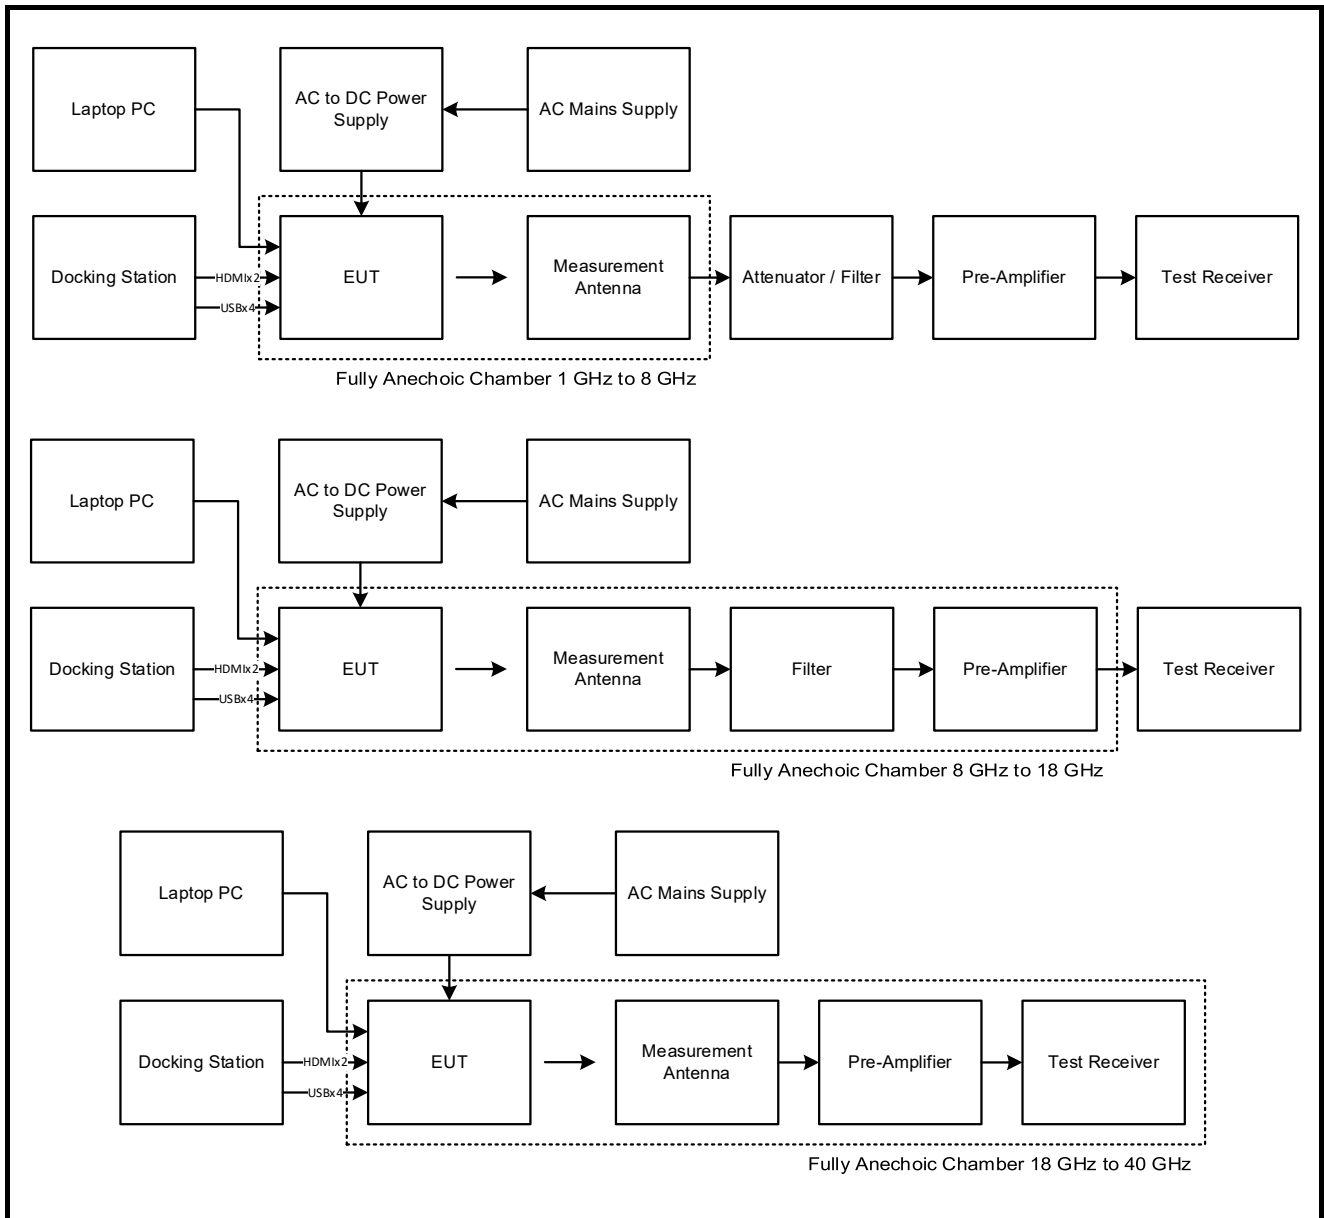 Laptop PC
AC to DC Power
Supply
AC Mains Supply
Docking Station
HDMIx2
USBx4
EUT
Measurement
Antenna
Attenuator / Filter
Pre-Amplifier
Test Receiver
Fully Anechoic Chamber 1 GHz to 8 GHz
Laptop PC
AC to DC Power
Supply
AC Mains Supply
Docking Station
HDMIx2
USBx4
EUT
Measurement
Antenna
Filter
Pre-Amplifier
Test Receiver
Fully Anechoic Chamber 8 GHz to 18 GHz
Laptop PC
AC to DC Power
Supply
AC Mains Supply
Docking Station
HDMIx2
USBx4
EUT
Measurement
Antenna
Pre-Amplifier
Test Receiver
Fully Anechoic Chamber 18 GHz to 40 GHz